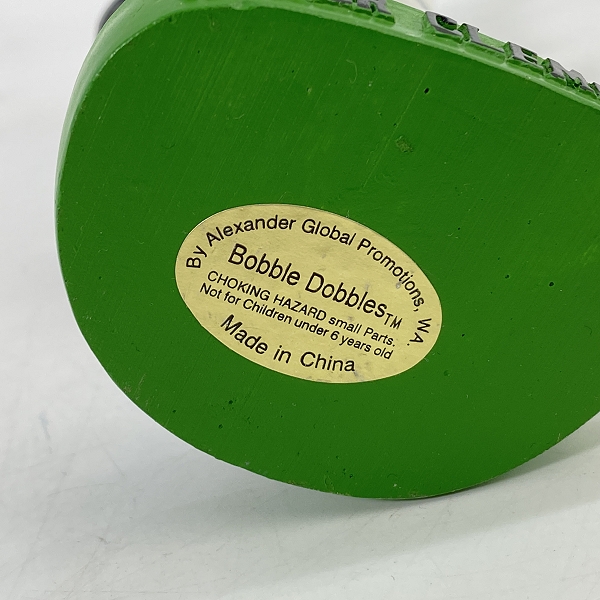 CLEM
By Alexander Global Promotions, WA.
Bobble Dobbles™
CHOKING HAZARD small Parts.
Not for Children under 6 years old
Made in China